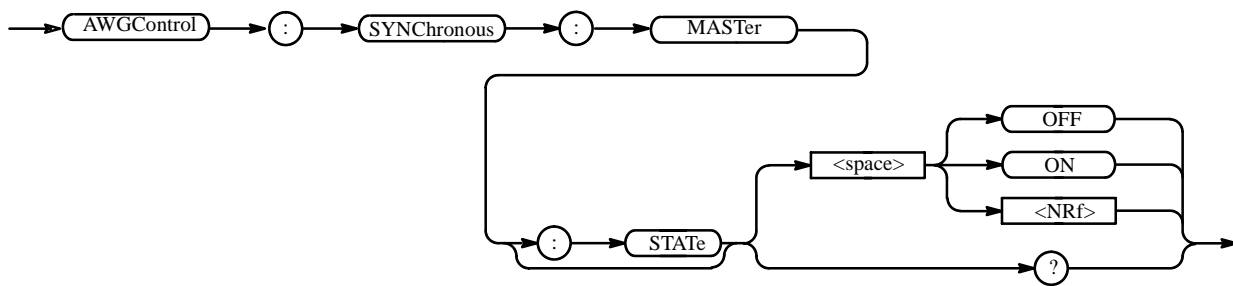 AWGControl : SYNChronous : MASTer
OFF
<space> ON
<NRf>
: STATe
?